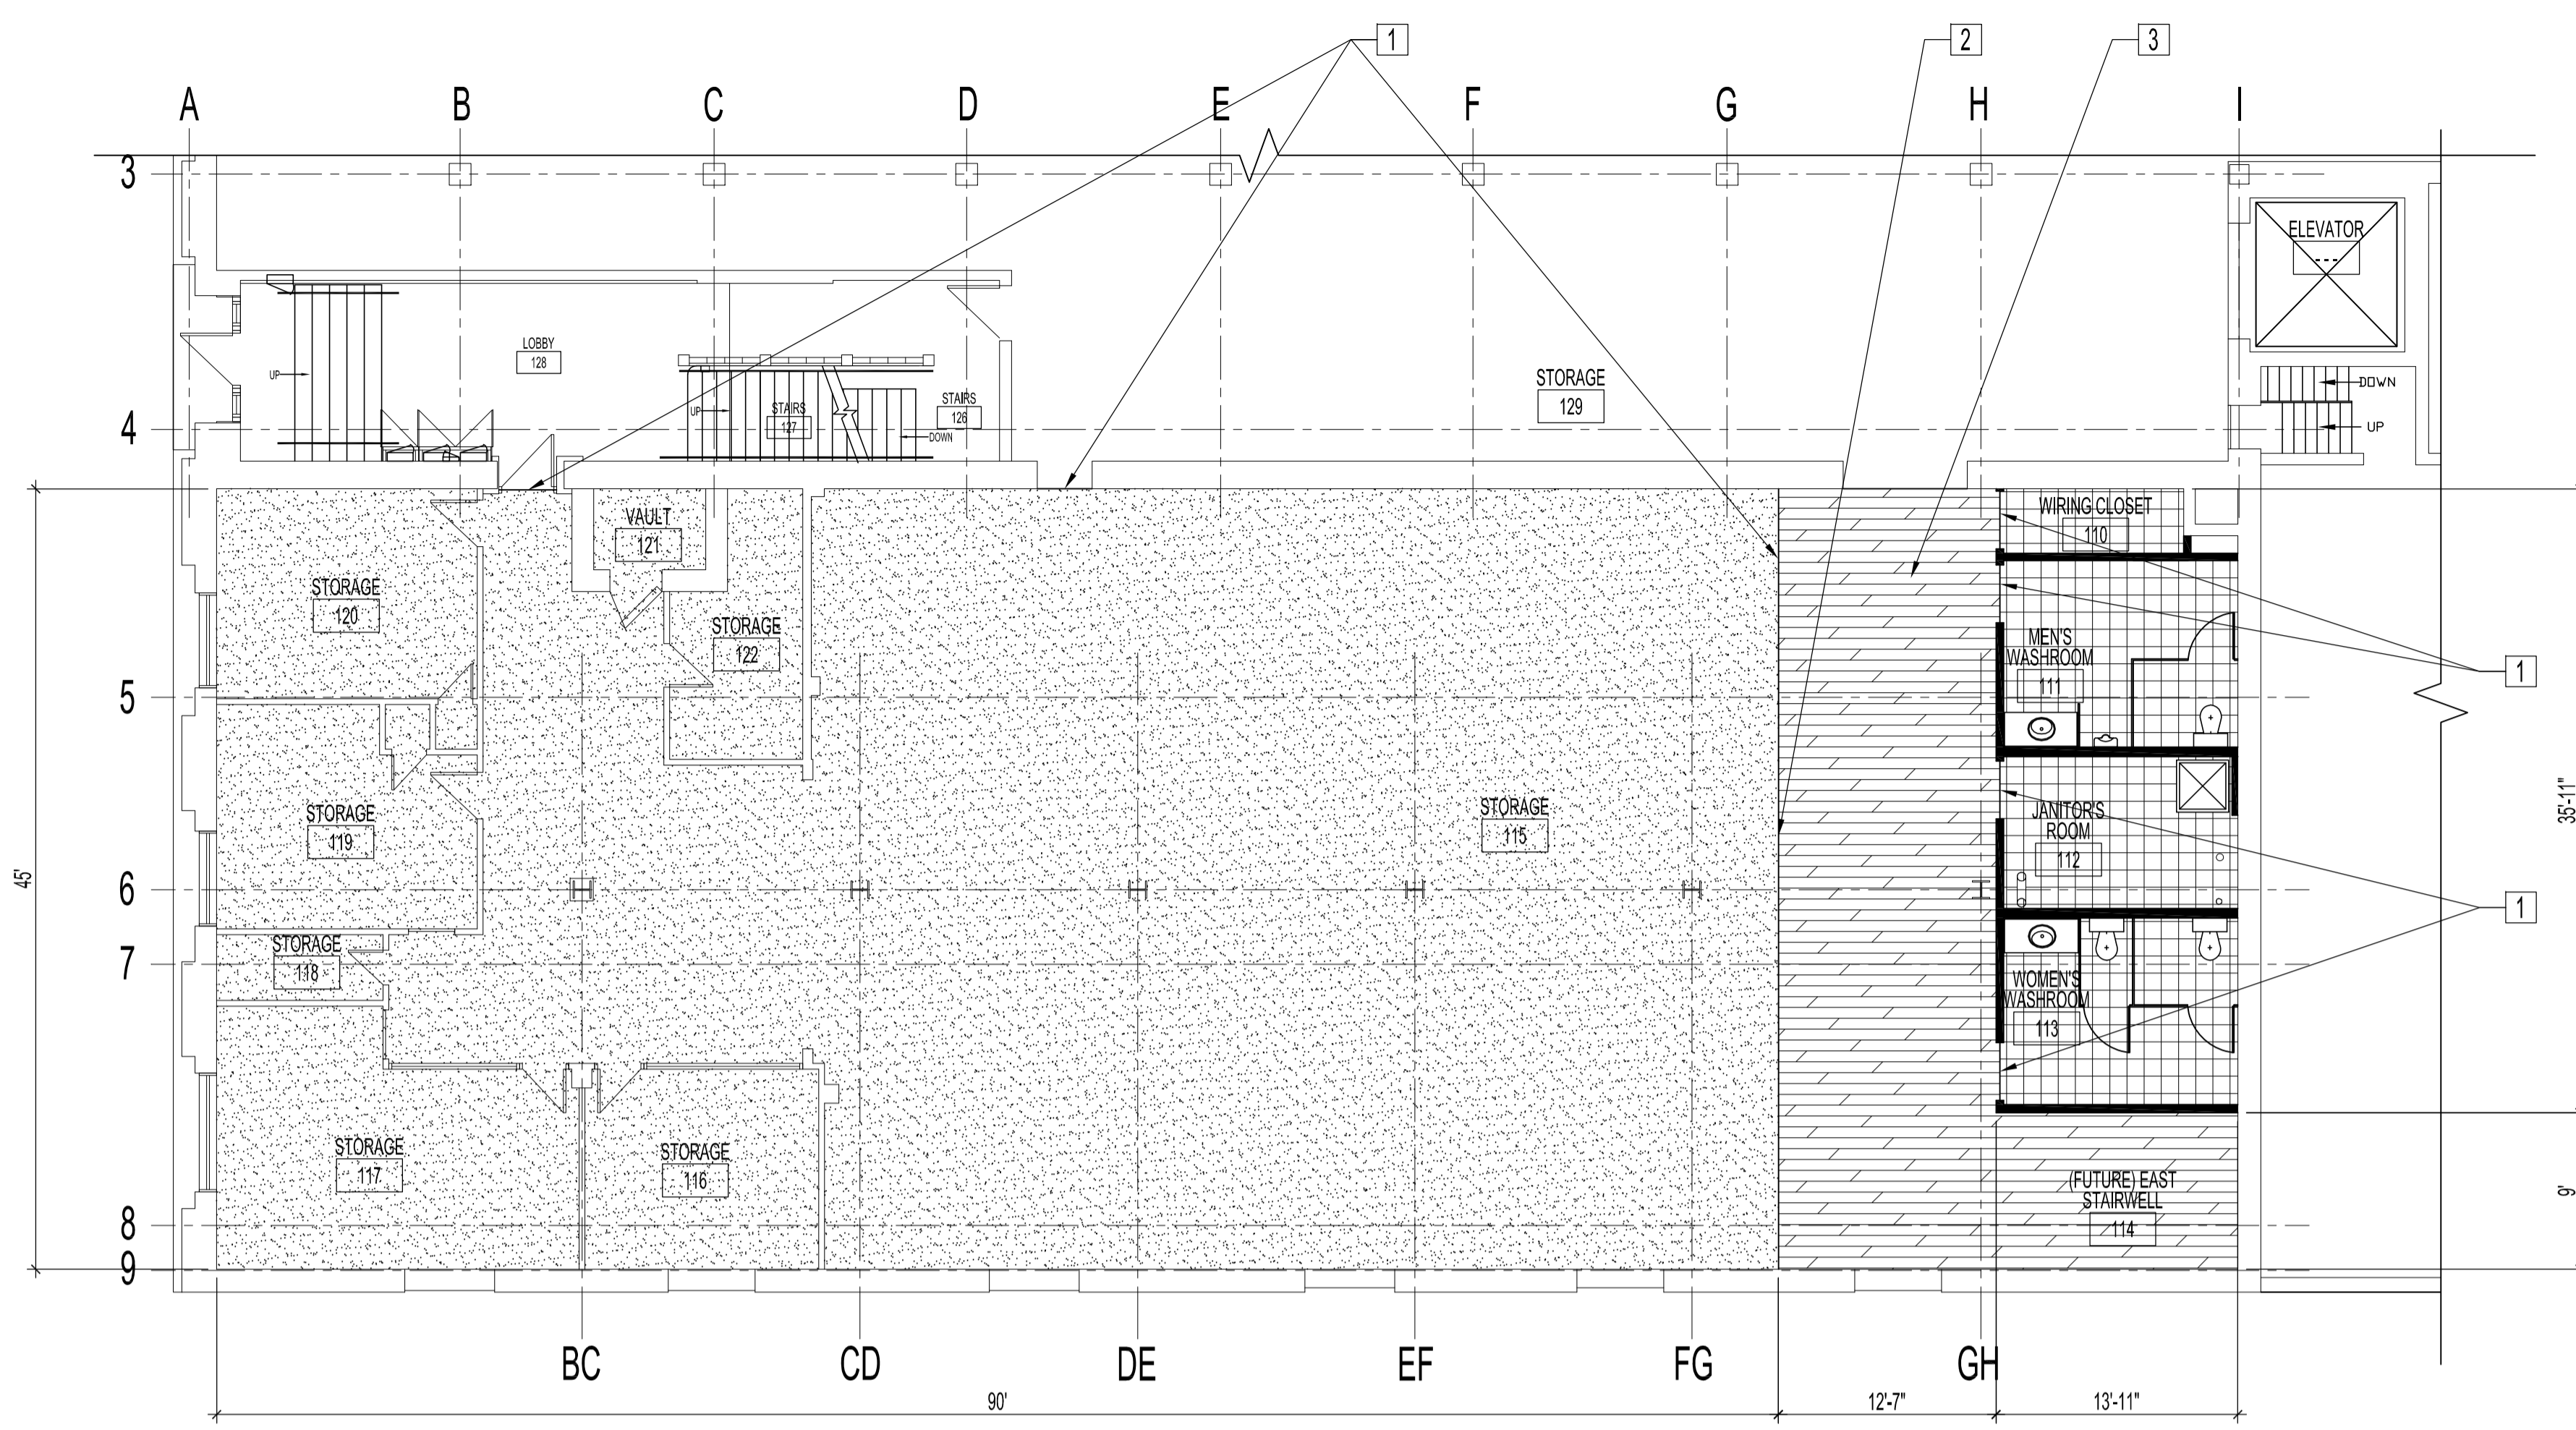 1
2
3
A B C D E F G H I
3
ELEVATOR
---
LOBBY
128
UP
STORAGE
129
DOWN
UP
STAIRS
127
UP
STAIRS
126
DOWN
4
WIRING CLOSET
110
VAULT
121
STORAGE
120
STORAGE
122
MEN'S
WASHROOM
111
1
5
STORAGE
119
STORAGE
115
JANITOR'S
ROOM
112
45'
35'-11"
6
1
STORAGE
118
7
WOMEN'S
WASHROOM
113
STORAGE
117
STORAGE
116
(FUTURE) EAST
STAIRWELL
114
9'
8
9
BC CD DE EF FG GH
90' 12'-7" 13'-11"